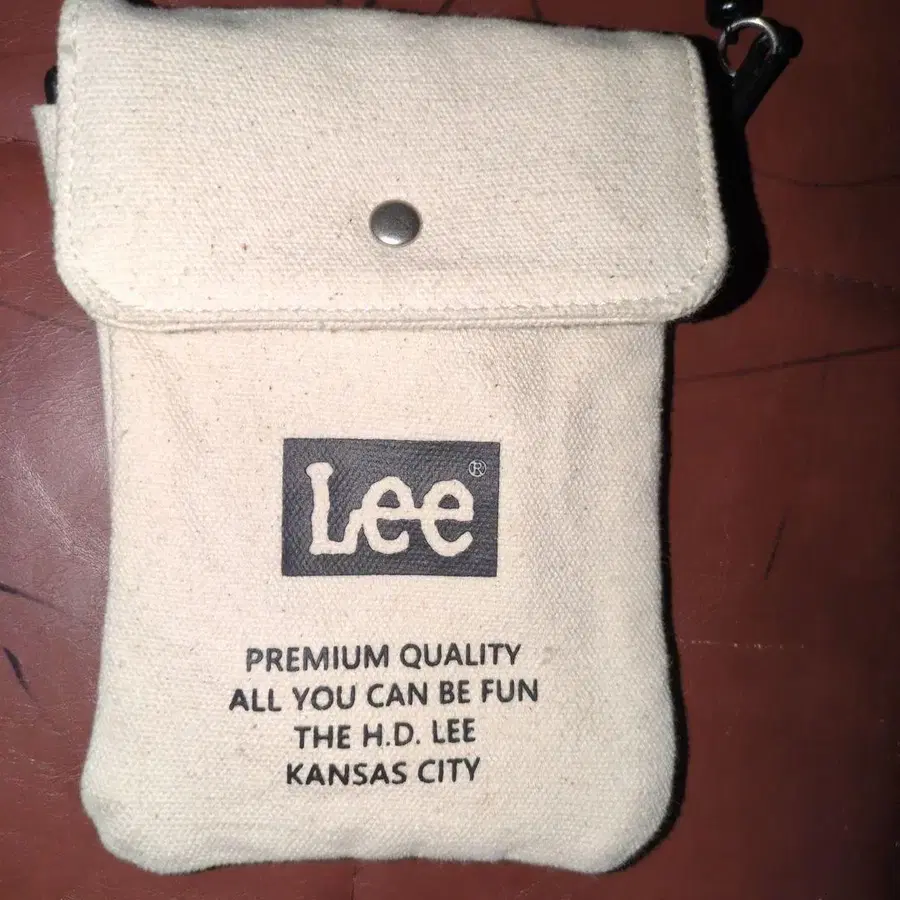 Lee®
PREMIUM QUALITY
ALL YOU CAN BE FUN
THE H.D. LEE
KANSAS CITY